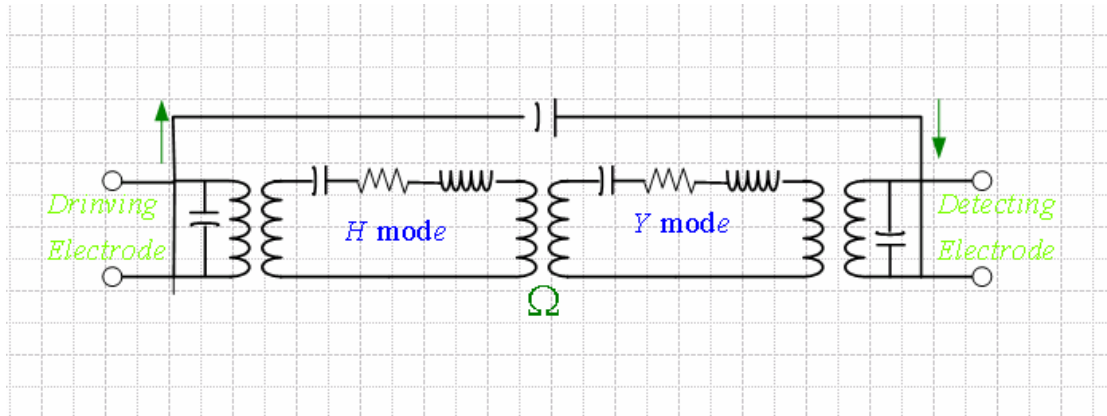 Drinving
Electrode
H mode
Y mode
Detecting
Electrode
Ω